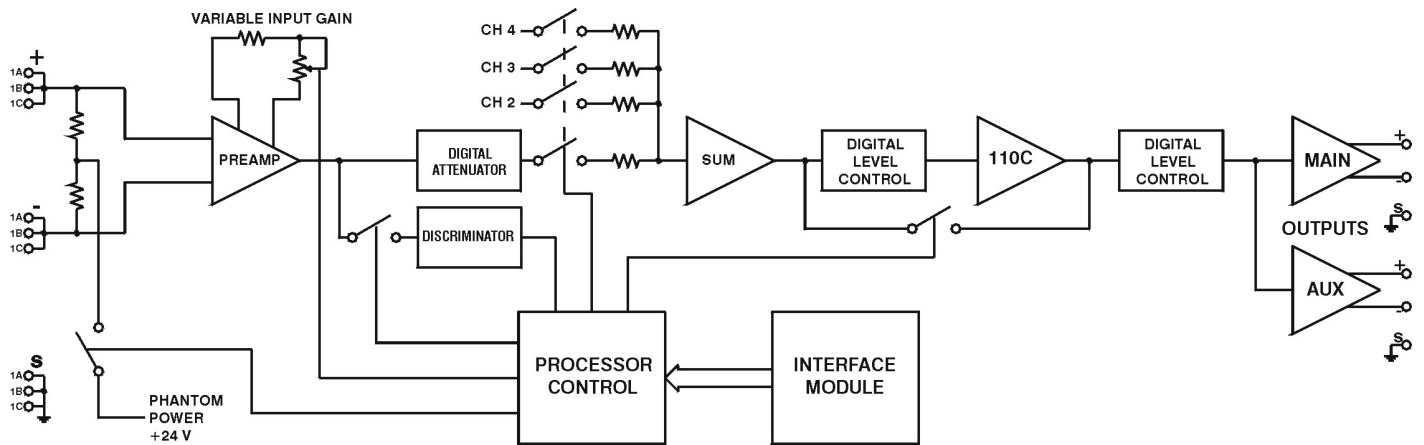 VARIABLE INPUT GAIN
CH 4
CH 3
CH 2
+
1A
1B
1C
PREAMP
DIGITAL
ATTENUATOR
SUM
DIGITAL
LEVEL
CONTROL
110C
DIGITAL
LEVEL
CONTROL
MAIN
+
-
S
-
1A
1B
1C
DISCRIMINATOR
OUTPUTS
AUX
+
-
S
S
1A
1B
1C
PHANTOM
POWER
+24 V
PROCESSOR
CONTROL
INTERFACE
MODULE